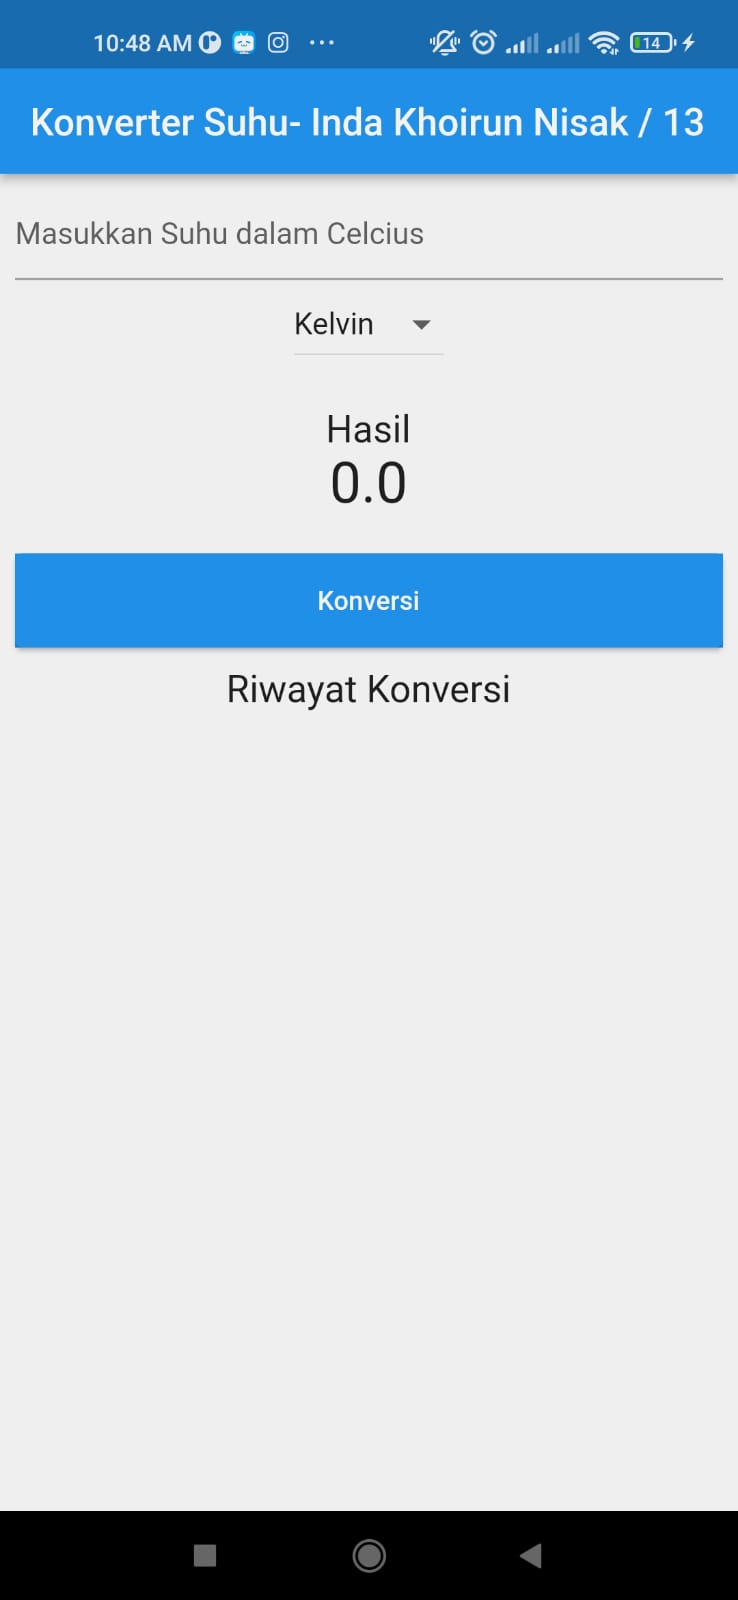 10:48 AM
14
Konverter Suhu- Inda Khoirun Nisak / 13
Masukkan Suhu dalam Celcius
Kelvin
Hasil
0.0
Konversi
Riwayat Konversi